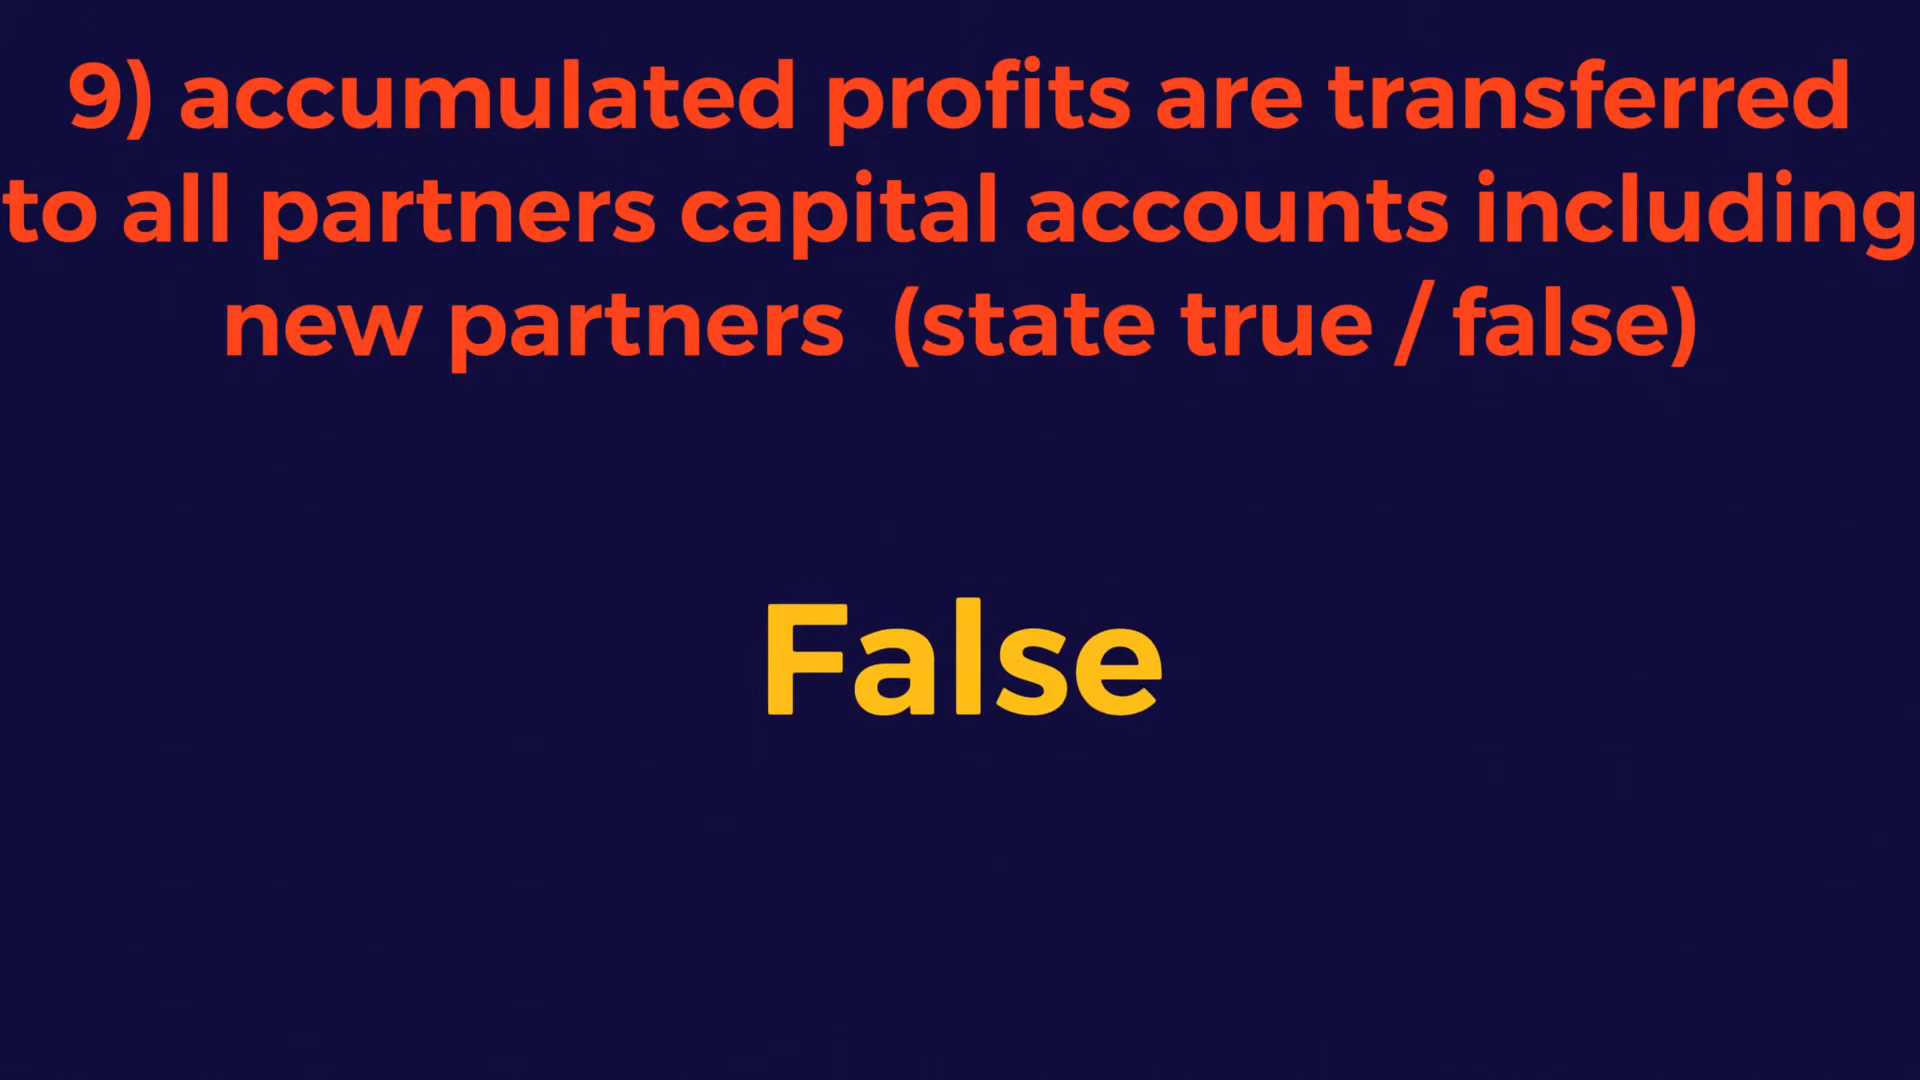 9) accumulated profits are transferred
to all partners capital accounts including
new partners (state true / false)
False